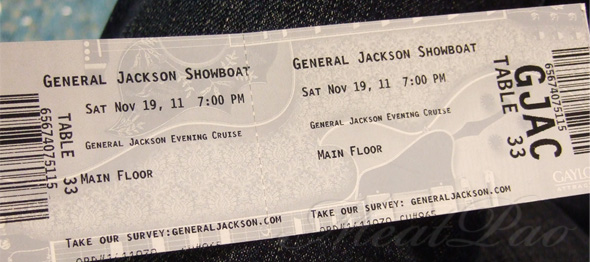 General Jackson Showboat
Sat Nov 19, 11 7:00 PM
General Jackson Evening Cruise
Main Floor
Take our survey: generaljackson.com
TABLE 33
65674075115
General Jackson Showboat
Sat Nov 19, 11 7:00 PM
General Jackson Evening Cruise
Main Floor
Take our survey: generaljackson.com
GJAC
TABLE 33
65674075115